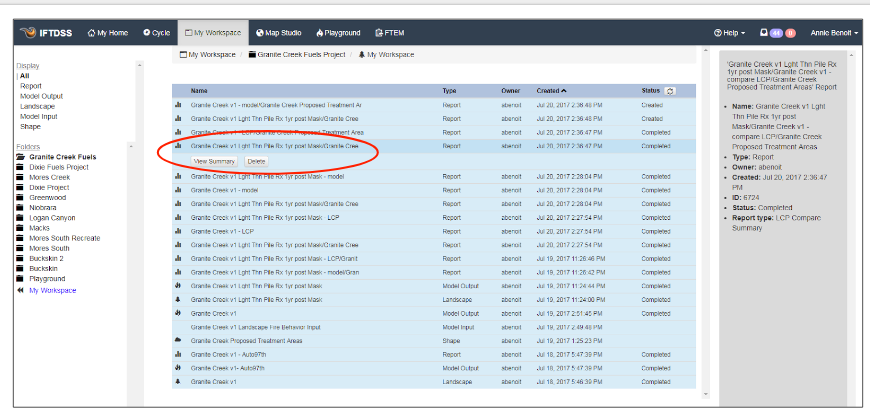 IFTDSS My Home Cycle My Workspace Map Studio Playground FTEM Help 44 Annie Benoit
My Workspace / Granite Creek Fuels Project / My Workspace
Display
| All
Report
Model Output
Landscape
Model Input
Shape
Folders
Granite Creek Fuels
Dixie Fuels Project
Mores Creek
Dixie Project
Greenwood
Niobrara
Logan Canyon
Macks
Mores South Recreate
Mores South
Buckskin 2
Buckskin
Playground
My Workspace
Name Type Owner Created Status
Granite Creek v1 - model/Granite Creek Proposed Treatment Ar Report abenoit Jul 20, 2017 2:36:48 PM Created
Granite Creek v1 Lght Thn Pile Rx 1yr post Mask/Granite Cree Report abenoit Jul 20, 2017 2:36:48 PM Created
Granite Creek v1 - LCP/Granite Creek Proposed Treatment Area Report abenoit Jul 20, 2017 2:36:47 PM Completed
Granite Creek v1 Lght Thn Pile Rx 1yr post Mask/Granite Cree Report abenoit Jul 20, 2017 2:36:47 PM Completed
View Summary Delete
Granite Creek v1 Lght Thn Pile Rx 1yr post Mask - model Report abenoit Jul 20, 2017 2:28:04 PM Completed
Granite Creek v1 - model Report abenoit Jul 20, 2017 2:28:04 PM Completed
Granite Creek v1 Lght Thn Pile Rx 1yr post Mask/Granite Cree Report abenoit Jul 20, 2017 2:28:04 PM Completed
Granite Creek v1 Lght Thn Pile Rx 1yr post Mask - LCP Report abenoit Jul 20, 2017 2:27:54 PM Completed
Granite Creek v1 - LCP Report abenoit Jul 20, 2017 2:27:54 PM Completed
Granite Creek v1 Lght Thn Pile Rx 1yr post Mask/Granite Cree Report abenoit Jul 20, 2017 2:27:54 PM Completed
Granite Creek v1 Lght Thn Pile Rx 1yr post Mask - LCP/Granit Report abenoit Jul 19, 2017 11:26:46 PM Completed
Granite Creek v1 Lght Thn Pile Rx 1yr post Mask - model/Gran Report abenoit Jul 19, 2017 11:26:42 PM Completed
Granite Creek v1 Lght Thn Pile Rx 1yr post Mask Model Output abenoit Jul 19, 2017 11:24:44 PM Completed
Granite Creek v1 Lght Thn Pile Rx 1yr post Mask Landscape abenoit Jul 19, 2017 11:24:00 PM Completed
Granite Creek v1 Model Output abenoit Jul 19, 2017 2:51:45 PM Completed
Granite Creek v1 Landscape Fire Behavior Input Model Input abenoit Jul 19, 2017 2:49:48 PM
Granite Creek Proposed Treatment Areas Shape abenoit Jul 19, 2017 1:25:23 PM
Granite Creek v1 - Auto97th Report abenoit Jul 18, 2017 5:47:39 PM Completed
Granite Creek v1- Auto97th Model Output abenoit Jul 18, 2017 5:47:39 PM Completed
Granite Creek v1 Landscape abenoit Jul 18, 2017 5:46:39 PM Completed
'Granite Creek v1 Lght Thn Pile Rx
1yr post Mask/Granite Creek v1 -
compare LCP/Granite Creek
Proposed Treatment Areas' Report
• Name: Granite Creek v1 Lght
Thn Pile Rx 1yr post
Mask/Granite Creek v1 -
compare LCP/Granite Creek
Proposed Treatment Areas
• Type: Report
• Owner: abenoit
• Created: Jul 20, 2017 2:36:47
PM
• ID: 6724
• Status: Completed
• Report type: LCP Compare
Summary